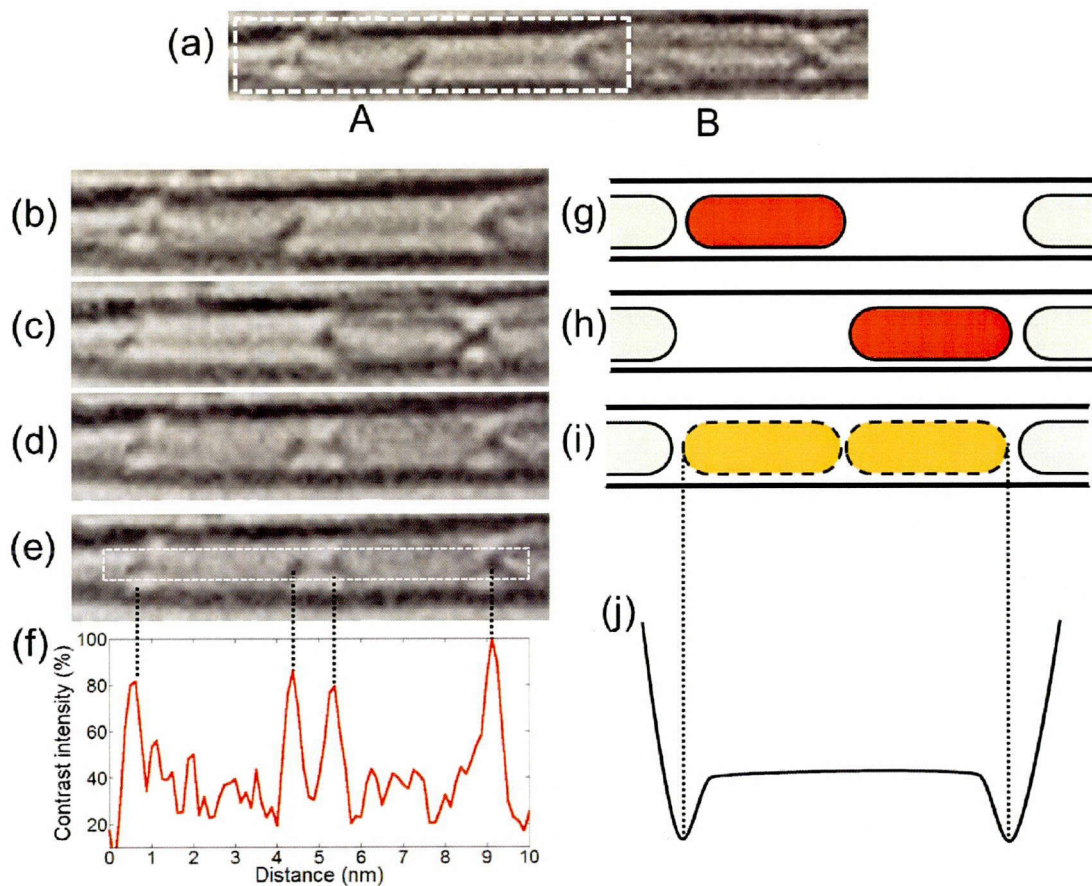 (a)
A B
(b)
(c)
(d)
(e)
(f)
Contrast intensity (%)
100
80
60
40
20
0 1 2 3 4 5 6 7 8 9 10
Distance (nm)
(g)
(h)
(i)
(j)